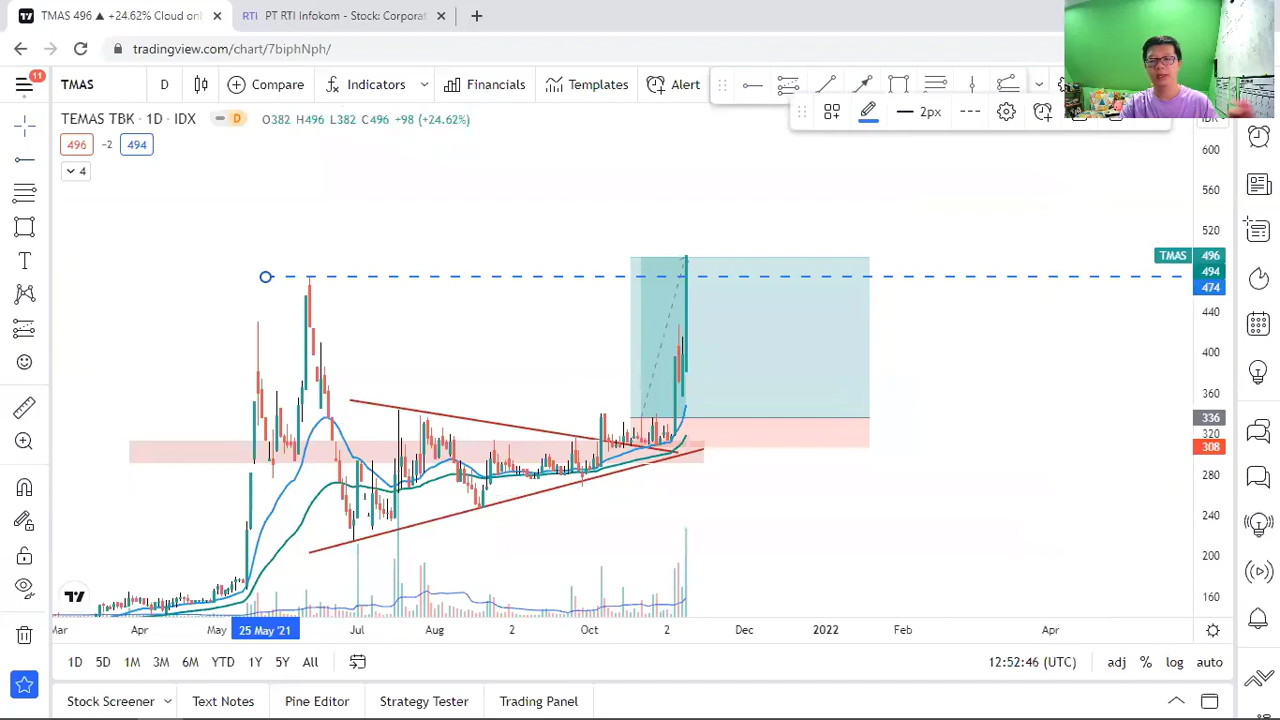 TMAS 496 ▲ +24.62% Cloud onl
RTI PT RTI Infokom - Stock: Corporat
tradingview.com/chart/7biphNph/
11
TMAS D Compare Indicators Financials Templates Alert
2px
TEMAS TBK · 1D · IDX D O382 H496 L382 C496 +98 (+24.62%)
496 -2 494
4
600
560
520
TMAS 496
494
474
440
400
360
336
320
308
280
240
200
160
Mar Apr May 25 May '21 Jul Aug 2 Oct 2 Dec 2022 Feb Apr
1D 5D 1M 3M 6M YTD 1Y 5Y All 12:52:46 (UTC) adj % log auto
Stock Screener Text Notes Pine Editor Strategy Tester Trading Panel